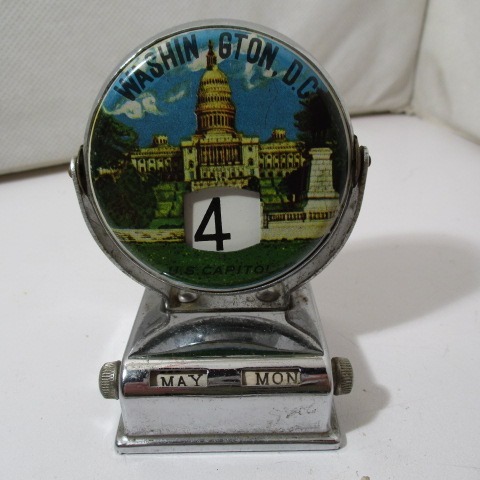 WASHINGTON, D.C.
4
U.S. CAPITOL
MAY MON